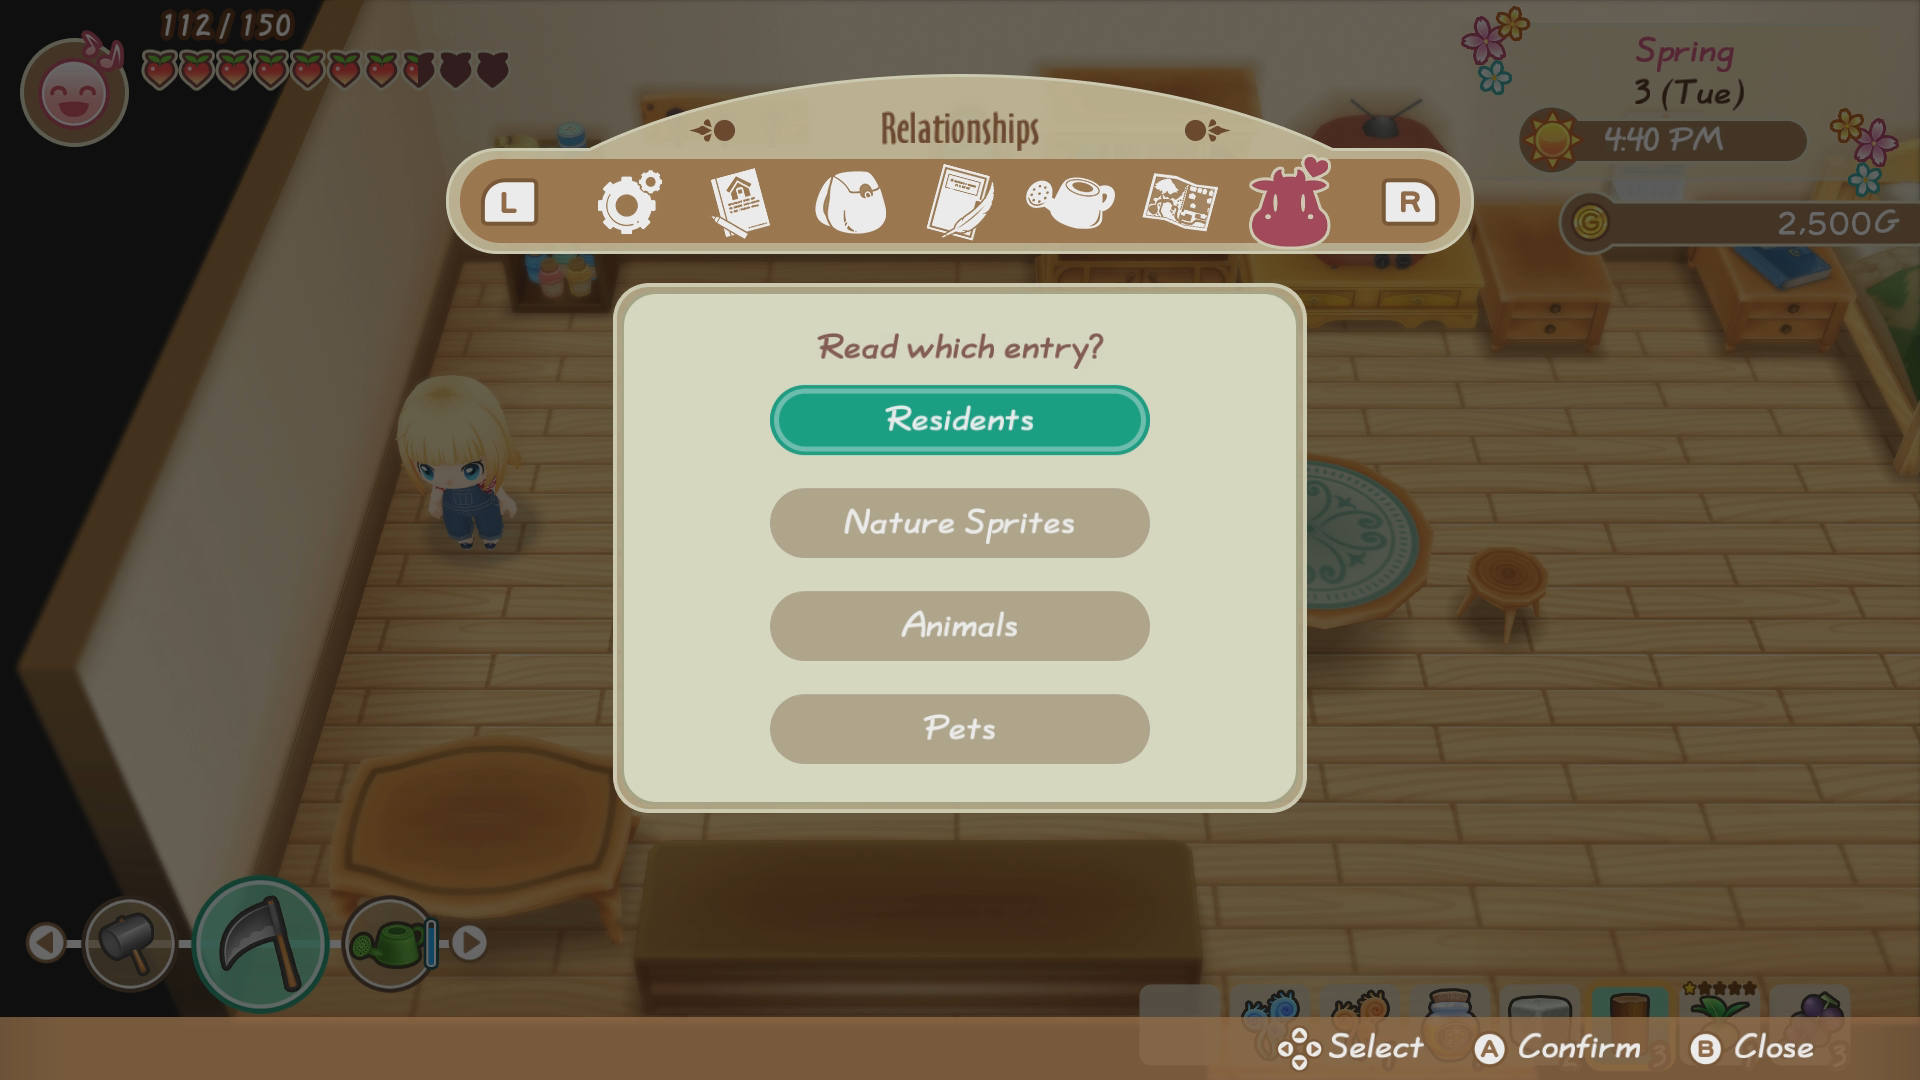 112/150
Spring
3 (Tue)
4:40 PM
2,500G
Relationships
L
R
Read which entry?
Residents
Nature Sprites
Animals
Pets
Select
A Confirm
B Close